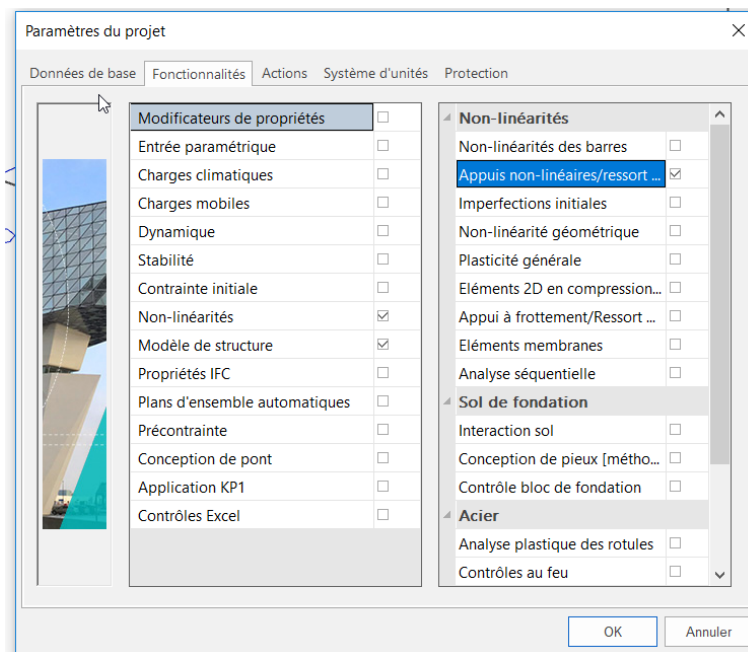 Paramètres du projet
Données de base Fonctionnalités Actions Système d'unités Protection
Modificateurs de propriétés
Entrée paramétrique
Charges climatiques
Charges mobiles
Dynamique
Stabilité
Contrainte initiale
Non-linéarités
Modèle de structure
Propriétés IFC
Plans d'ensemble automatiques
Précontrainte
Conception de pont
Application KP1
Contrôles Excel
Non-linéarités
Non-linéarités des barres
Appuis non-linéaires/ressort ...
Imperfections initiales
Non-linéarité géométrique
Plasticité générale
Eléments 2D en compression...
Appui à frottement/Ressort ...
Eléments membranes
Analyse séquentielle
Sol de fondation
Interaction sol
Conception de pieux [métho...
Contrôle bloc de fondation
Acier
Analyse plastique des rotules
Contrôles au feu
OK Annuler